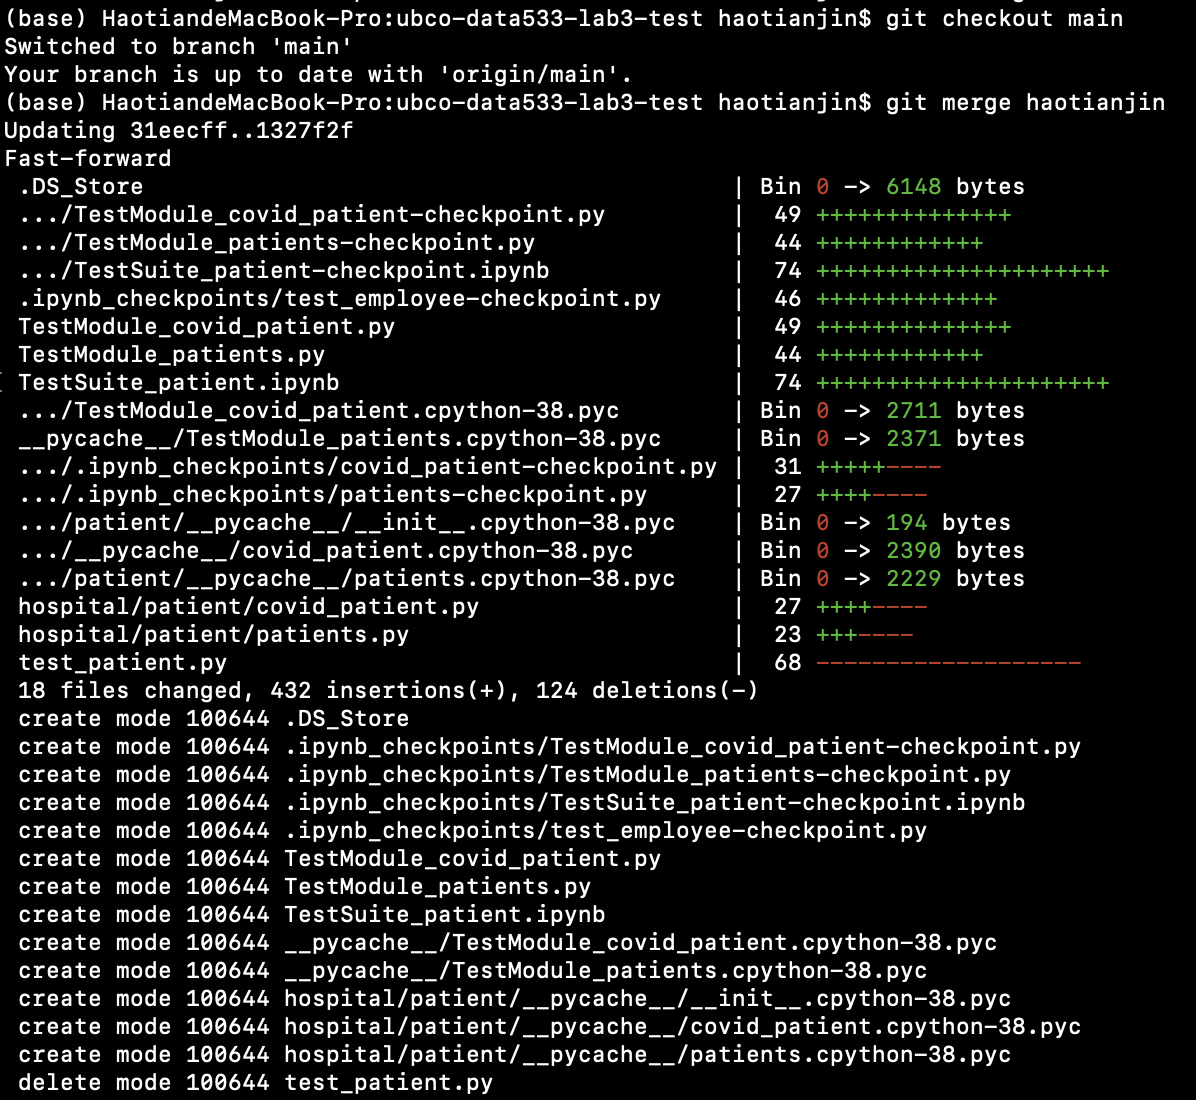 (base) HaotiandeMacBook-Pro:ubco-data533-lab3-test haotianjin$ git checkout main
Switched to branch 'main'
Your branch is up to date with 'origin/main'.
(base) HaotiandeMacBook-Pro:ubco-data533-lab3-test haotianjin$ git merge haotianjin
Updating 31eecff..1327f2f
Fast-forward
 .DS_Store                                          | Bin 0 -> 6148 bytes
 .../TestModule_covid_patient-checkpoint.py         |  49 ++++++++++++++
 .../TestModule_patients-checkpoint.py              |  44 ++++++++++++
 .../TestSuite_patient-checkpoint.ipynb             |  74 +++++++++++++++++++++
 .ipynb_checkpoints/test_employee-checkpoint.py     |  46 +++++++++++++
 TestModule_covid_patient.py                        |  49 ++++++++++++++
 TestModule_patients.py                             |  44 ++++++++++++
 TestSuite_patient.ipynb                            |  74 +++++++++++++++++++++
 .../TestModule_covid_patient.cpython-38.pyc        | Bin 0 -> 2711 bytes
 __pycache__/TestModule_patients.cpython-38.pyc     | Bin 0 -> 2371 bytes
 .../.ipynb_checkpoints/covid_patient-checkpoint.py |  31 +++++----
 .../.ipynb_checkpoints/patients-checkpoint.py      |  27 ++++----
 .../patient/__pycache__/__init__.cpython-38.pyc    | Bin 0 -> 194 bytes
 .../__pycache__/covid_patient.cpython-38.pyc       | Bin 0 -> 2390 bytes
 .../patient/__pycache__/patients.cpython-38.pyc    | Bin 0 -> 2229 bytes
 hospital/patient/covid_patient.py                  |  27 ++++----
 hospital/patient/patients.py                       |  23 +++----
 test_patient.py                                    |  68 -------------------
 18 files changed, 432 insertions(+), 124 deletions(-)
 create mode 100644 .DS_Store
 create mode 100644 .ipynb_checkpoints/TestModule_covid_patient-checkpoint.py
 create mode 100644 .ipynb_checkpoints/TestModule_patients-checkpoint.py
 create mode 100644 .ipynb_checkpoints/TestSuite_patient-checkpoint.ipynb
 create mode 100644 .ipynb_checkpoints/test_employee-checkpoint.py
 create mode 100644 TestModule_covid_patient.py
 create mode 100644 TestModule_patients.py
 create mode 100644 TestSuite_patient.ipynb
 create mode 100644 __pycache__/TestModule_covid_patient.cpython-38.pyc
 create mode 100644 __pycache__/TestModule_patients.cpython-38.pyc
 create mode 100644 hospital/patient/__pycache__/__init__.cpython-38.pyc
 create mode 100644 hospital/patient/__pycache__/covid_patient.cpython-38.pyc
 create mode 100644 hospital/patient/__pycache__/patients.cpython-38.pyc
 delete mode 100644 test_patient.py